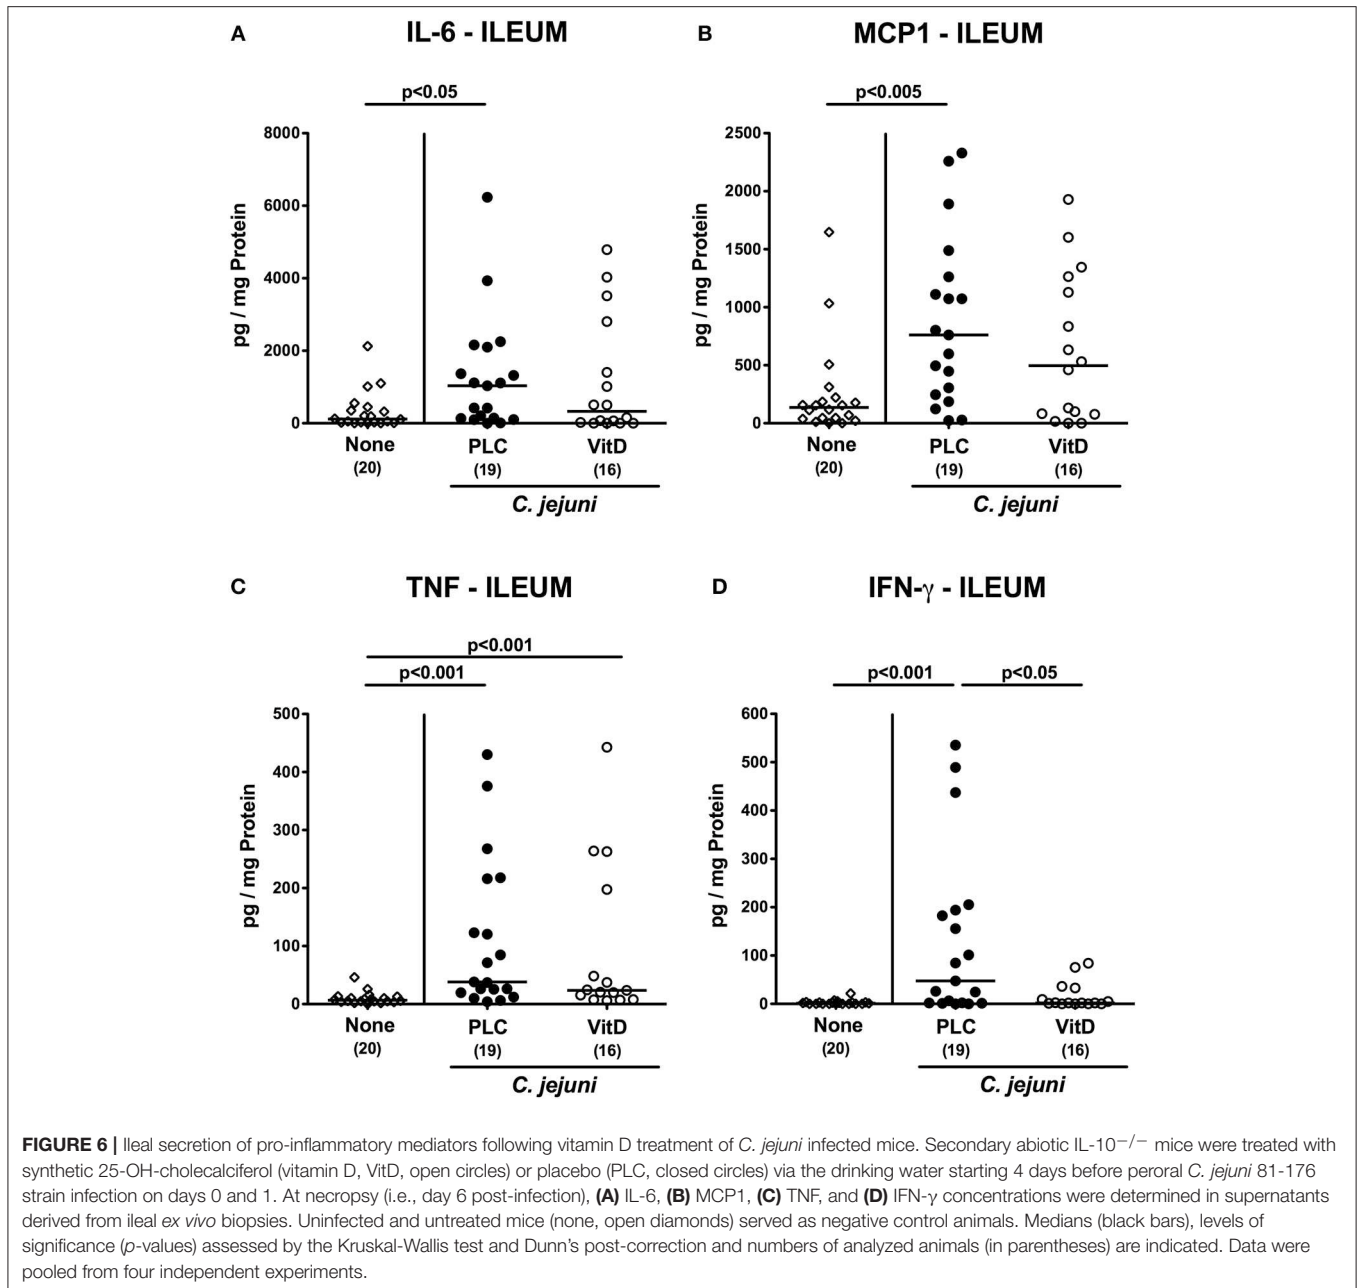 A IL-6 - ILEUM
p<0.05
pg / mg Protein
8000
6000
4000
2000
0
None PLC VitD
(20) (19) (16)
C. jejuni
B MCP1 - ILEUM
p<0.005
pg / mg Protein
2500
2000
1500
1000
500
0
None PLC VitD
(20) (19) (16)
C. jejuni
C TNF - ILEUM
p<0.001
p<0.001
pg / mg Protein
500
400
300
200
100
0
None PLC VitD
(20) (19) (16)
C. jejuni
D IFN-γ - ILEUM
p<0.001 p<0.05
pg / mg Protein
600
500
400
300
200
100
0
None PLC VitD
(20) (19) (16)
C. jejuni
FIGURE 6 | Ileal secretion of pro-inflammatory mediators following vitamin D treatment of C. jejuni infected mice. Secondary abiotic IL-10−/− mice were treated with
synthetic 25-OH-cholecalciferol (vitamin D, VitD, open circles) or placebo (PLC, closed circles) via the drinking water starting 4 days before peroral C. jejuni 81-176
strain infection on days 0 and 1. At necropsy (i.e., day 6 post-infection), (A) IL-6, (B) MCP1, (C) TNF, and (D) IFN-γ concentrations were determined in supernatants
derived from ileal ex vivo biopsies. Uninfected and untreated mice (none, open diamonds) served as negative control animals. Medians (black bars), levels of
significance (p-values) assessed by the Kruskal-Wallis test and Dunn's post-correction and numbers of analyzed animals (in parentheses) are indicated. Data were
pooled from four independent experiments.